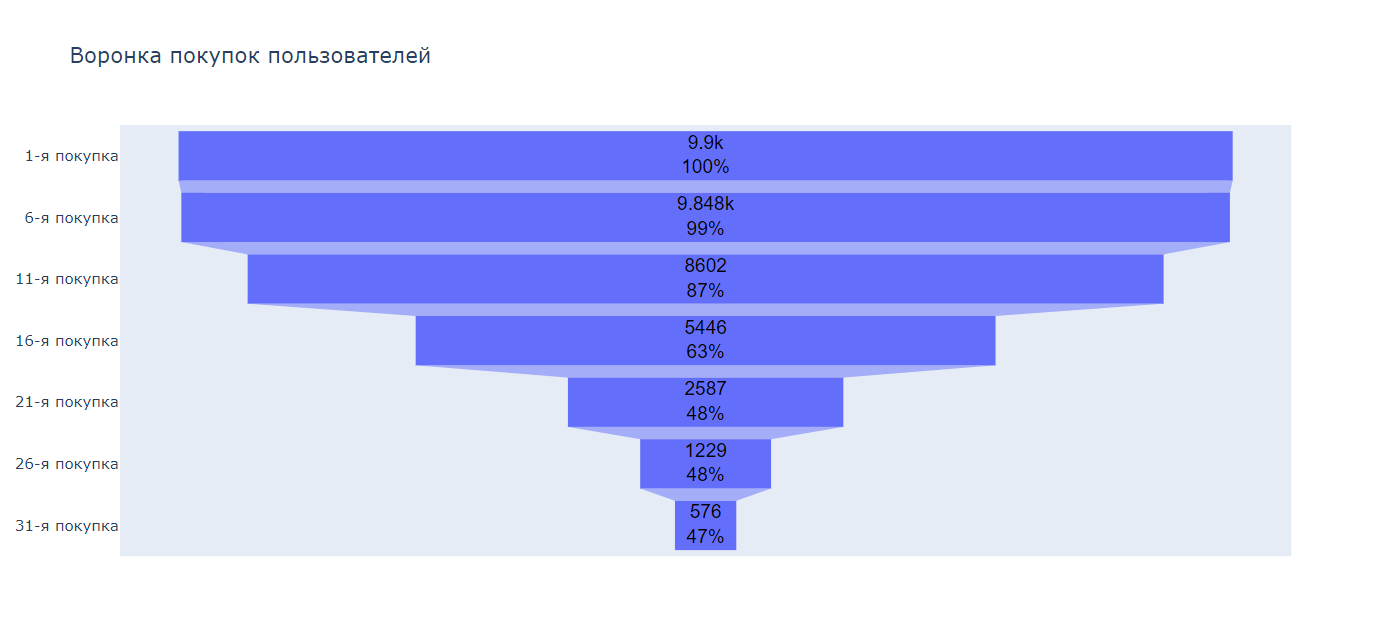 Воронка покупок пользователей
1-я покупка
9.9k
100%
6-я покупка
9.848k
99%
11-я покупка
8602
87%
16-я покупка
5446
63%
21-я покупка
2587
48%
26-я покупка
1229
48%
31-я покупка
576
47%